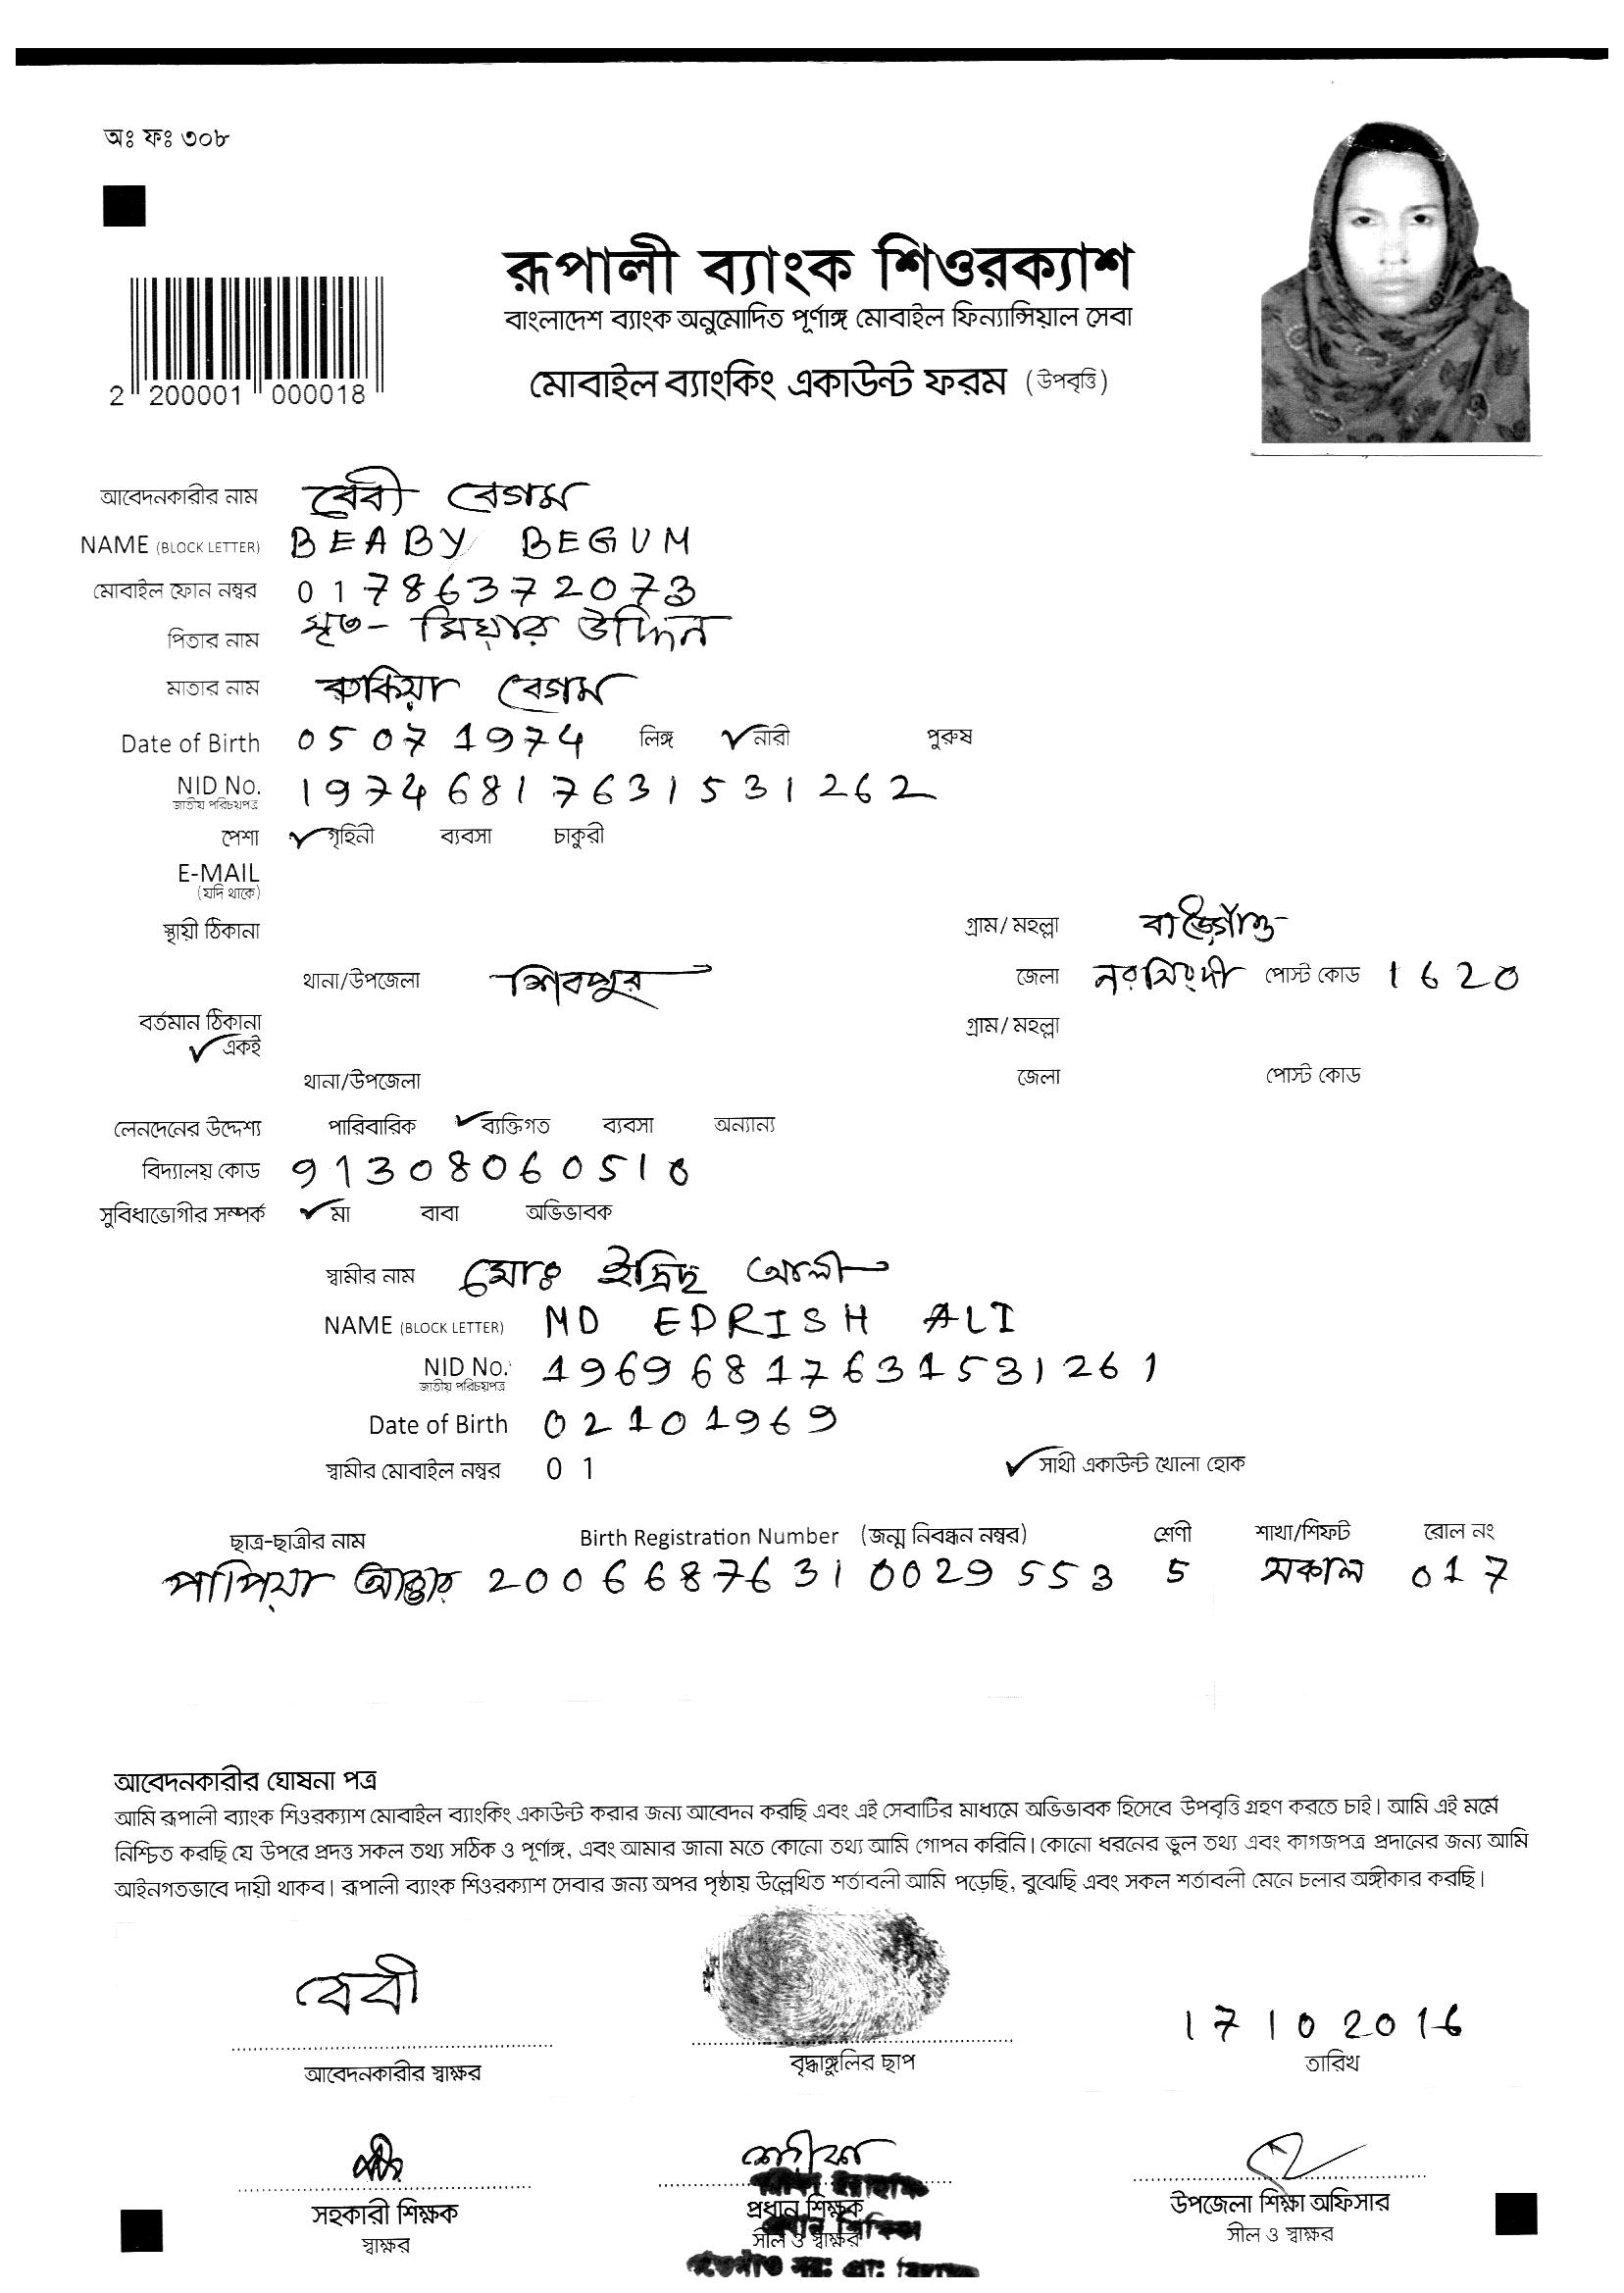 অঃ ফঃ ৩০৮
রূপালী ব্যাংক শিওরক্যাশ
বাংলাদেশ ব্যাংক অনুমোদিত পূর্ণাঙ্গ মোবাইল ফিন্যান্সিয়াল সেবা
মোবাইল ব্যাংকিং একাউন্ট ফরম (উপবৃত্তি)
2 200001 000018
আবেদনকারীর নাম বেবী বেগম
NAME (BLOCK LETTER) BEABY BEGUM
মোবাইল ফোন নম্বর 01786372073
পিতার নাম মৃত- মিয়ার উদ্দিন
মাতার নাম রুকিয়া বেগম
Date of Birth 05 07 1974 লিঙ্গ ✓ নারী পুরুষ
NID No. 19746817631531262
জাতীয় পরিচয়পত্র
পেশা ✓ গৃহিনী ব্যবসা চাকুরী
E-MAIL
(যদি থাকে)
স্থায়ী ঠিকানা গ্রাম/ মহল্লা
থানা/উপজেলা শিবপুর জেলা নরসিংদী পোস্ট কোড 1620
বর্তমান ঠিকানা গ্রাম/ মহল্লা
✓ একই
থানা/উপজেলা জেলা পোস্ট কোড
লেনদেনের উদ্দেশ্য পারিবারিক ✓ ব্যক্তিগত ব্যবসা অন্যান্য
বিদ্যালয় কোড 91308060510
সুবিধাভোগীর সম্পর্ক ✓ মা বাবা অভিভাবক
স্বামীর নাম মোঃ ইদ্রিছ আলী
NAME (BLOCK LETTER) MD EDRISH ALI
NID No. 19696817631531261
জাতীয় পরিচয়পত্র
Date of Birth 02 10 1969
স্বামীর মোবাইল নম্বর 01 ✓ সাথী একাউন্ট খোলা হোক
ছাত্র-ছাত্রীর নাম Birth Registration Number (জন্ম নিবন্ধন নম্বর) শ্রেণী শাখা/শিফট রোল নং
পাপিয়া আক্তার 200666876310029553 5 সকাল 017
আবেদনকারীর ঘোষনা পত্র
আমি রূপালী ব্যাংক শিওরক্যাশ মোবাইল ব্যাংকিং একাউন্ট করার জন্য আবেদন করছি এবং এই সেবাটির মাধ্যমে অভিভাবক হিসেবে উপবৃত্তি গ্রহণ করতে চাই। আমি এই মর্মে
নিশ্চিত করছি যে উপরে প্রদত্ত সকল তথ্য সঠিক ও পূর্ণাঙ্গ, এবং আমার জানা মতে কোনো তথ্য আমি গোপন করিনি। কোনো ধরনের ভুল তথ্য এবং কাগজপত্র প্রদানের জন্য আমি
আইনগতভাবে দায়ী থাকব। রূপালী ব্যাংক শিওরক্যাশ সেবার জন্য অপর পৃষ্ঠায় উল্লেখিত শর্তাবলী আমি পড়েছি, বুঝেছি এবং সকল শর্তাবলী মেনে চলার অঙ্গীকার করছি।
বেবী 17 10 2016
আবেদনকারীর স্বাক্ষর বৃদ্ধাঙ্গুলির ছাপ তারিখ
সহকারী শিক্ষক প্রধান শিক্ষক উপজেলা শিক্ষা অফিসার
স্বাক্ষর সীল ও স্বাক্ষর সীল ও স্বাক্ষর